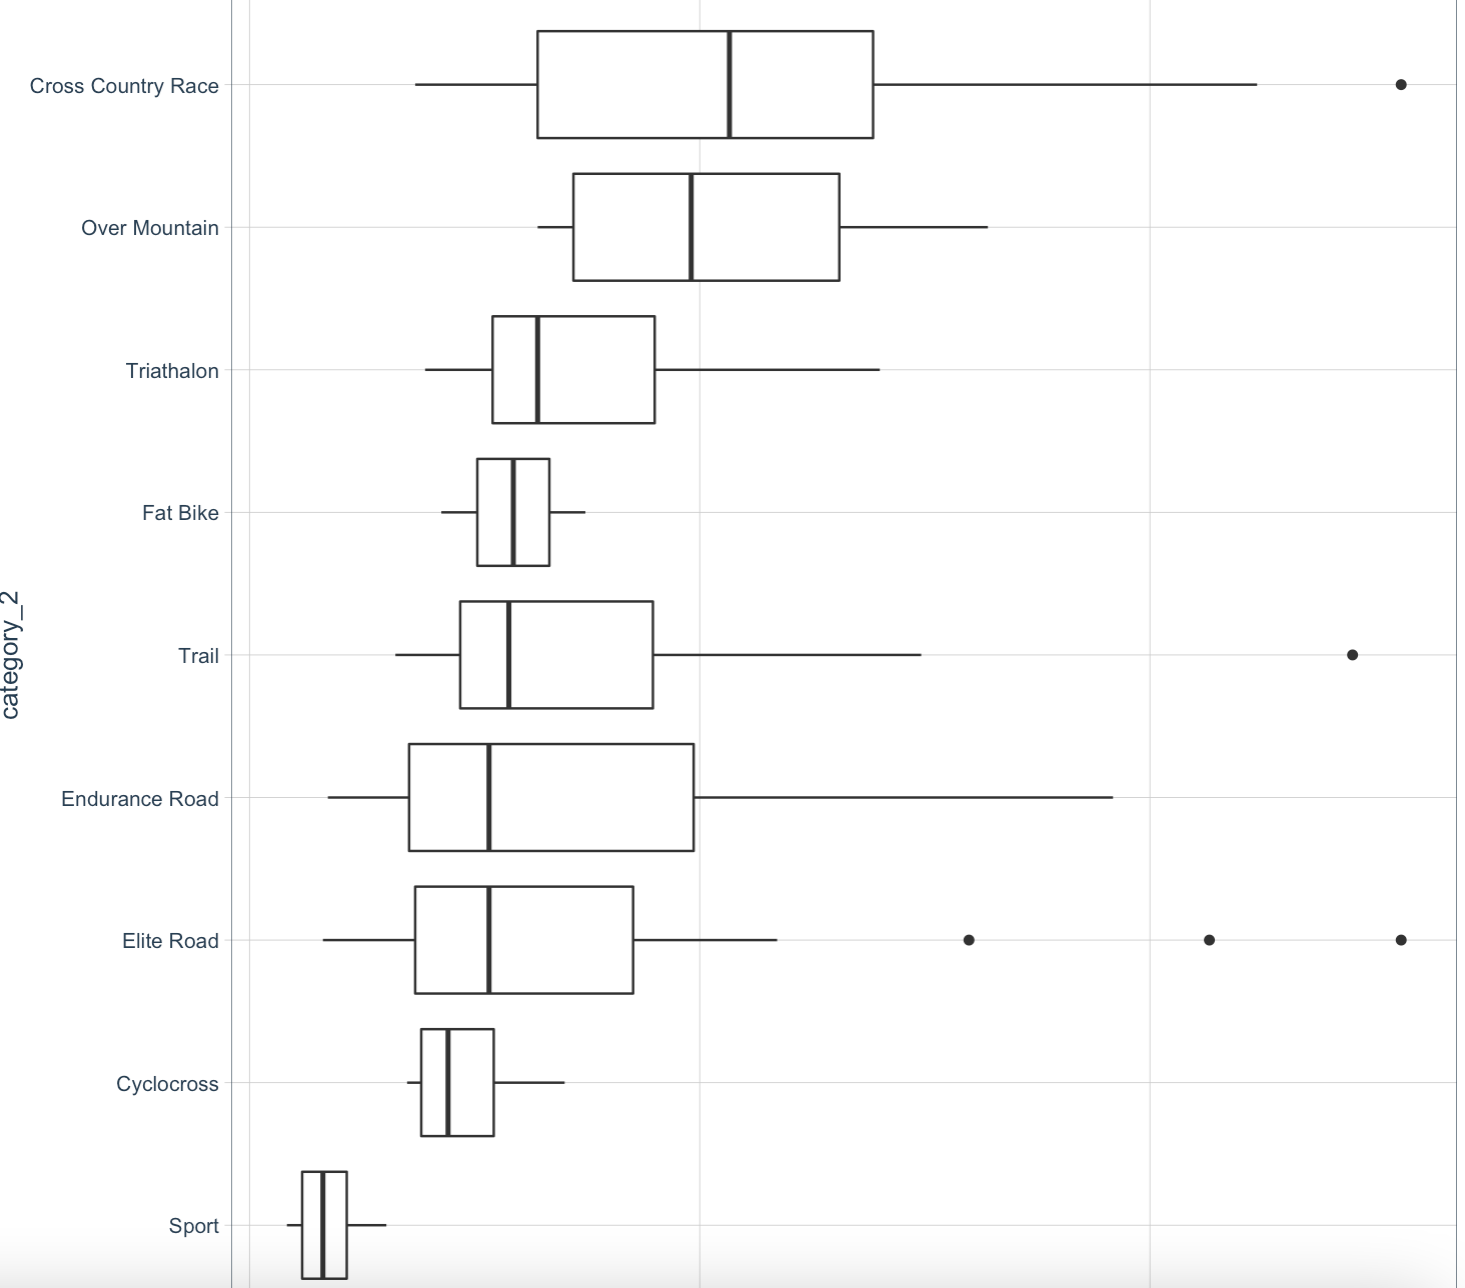 Cross Country Race
Over Mountain
Triathalon
Fat Bike
Trail
category_2
Endurance Road
Elite Road
Cyclocross
Sport